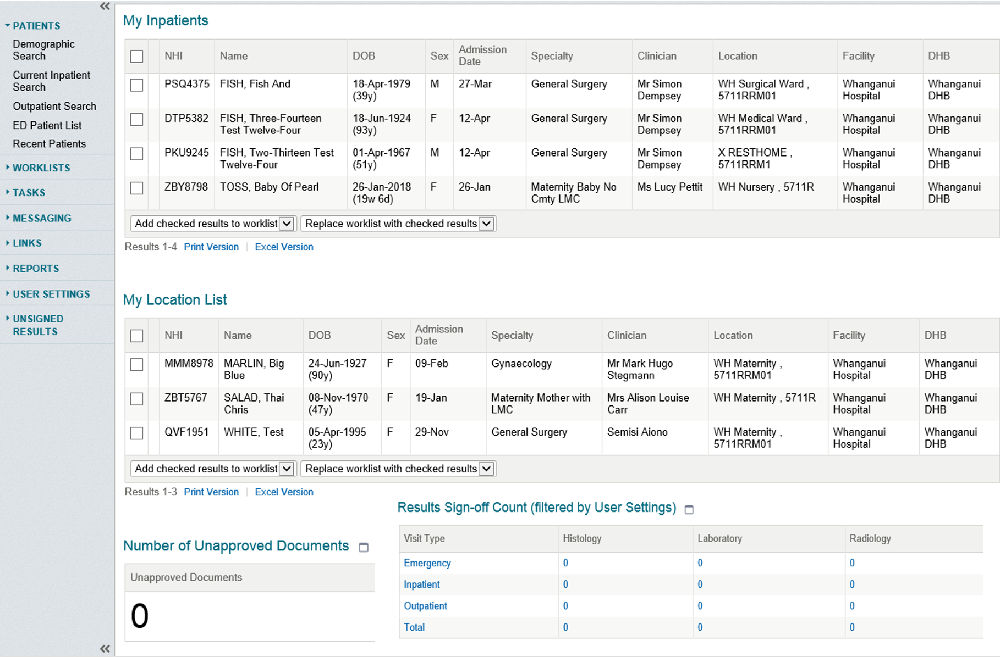 PATIENTS
Demographic
Search
Current Inpatient
Search
Outpatient Search
ED Patient List
Recent Patients
WORKLISTS
TASKS
MESSAGING
LINKS
REPORTS
USER SETTINGS
UNSIGNED
RESULTS
My Inpatients
NHI Name DOB Sex Admission Date Specialty Clinician Location Facility DHB
PSQ4375 FISH, Fish And 18-Apr-1979 M 27-Mar General Surgery Mr Simon WH Surgical Ward , Whanganui Whanganui
(39y) Dempsey 5711RRM01 Hospital DHB
DTP5382 FISH, Three-Fourteen 18-Jun-1924 F 12-Apr General Surgery Mr Simon WH Medical Ward , Whanganui Whanganui
Test Twelve-Four (93y) Dempsey 5711RRM01 Hospital DHB
PKU9245 FISH, Two-Thirteen Test 01-Apr-1967 M 12-Apr General Surgery Mr Simon X RESTHOME , Whanganui Whanganui
Twelve-Four (51y) Dempsey 5711RRM1 Hospital DHB
ZBY8798 TOSS, Baby Of Pearl 26-Jan-2018 F 26-Jan Maternity Baby No Ms Lucy Pettit WH Nursery , 5711R Whanganui Whanganui
(19w 6d) Cmty LMC Hospital DHB
Add checked results to worklist Replace worklist with checked results
Results 1-4 Print Version | Excel Version
My Location List
NHI Name DOB Sex Admission Date Specialty Clinician Location Facility DHB
MMM8978 MARLIN, Big 24-Jun-1927 F 09-Feb Gynaecology Mr Mark Hugo WH Maternity , Whanganui Whanganui
Blue (90y) Stegmann 5711RRM01 Hospital DHB
ZBT5767 SALAD, Thai 08-Nov-1970 F 19-Jan Maternity Mother with Mrs Alison Louise WH Maternity , 5711R Whanganui Whanganui
Chris (47y) LMC Carr Hospital DHB
QVF1951 WHITE, Test 05-Apr-1995 F 29-Nov General Surgery Semisi Aiono WH Maternity , Whanganui Whanganui
(23y) 5711RRM01 Hospital DHB
Add checked results to worklist Replace worklist with checked results
Results 1-3 Print Version | Excel Version
Number of Unapproved Documents
Unapproved Documents
0
Results Sign-off Count (filtered by User Settings)
Visit Type Histology Laboratory Radiology
Emergency 0 0 0
Inpatient 0 0 0
Outpatient 0 0 0
Total 0 0 0